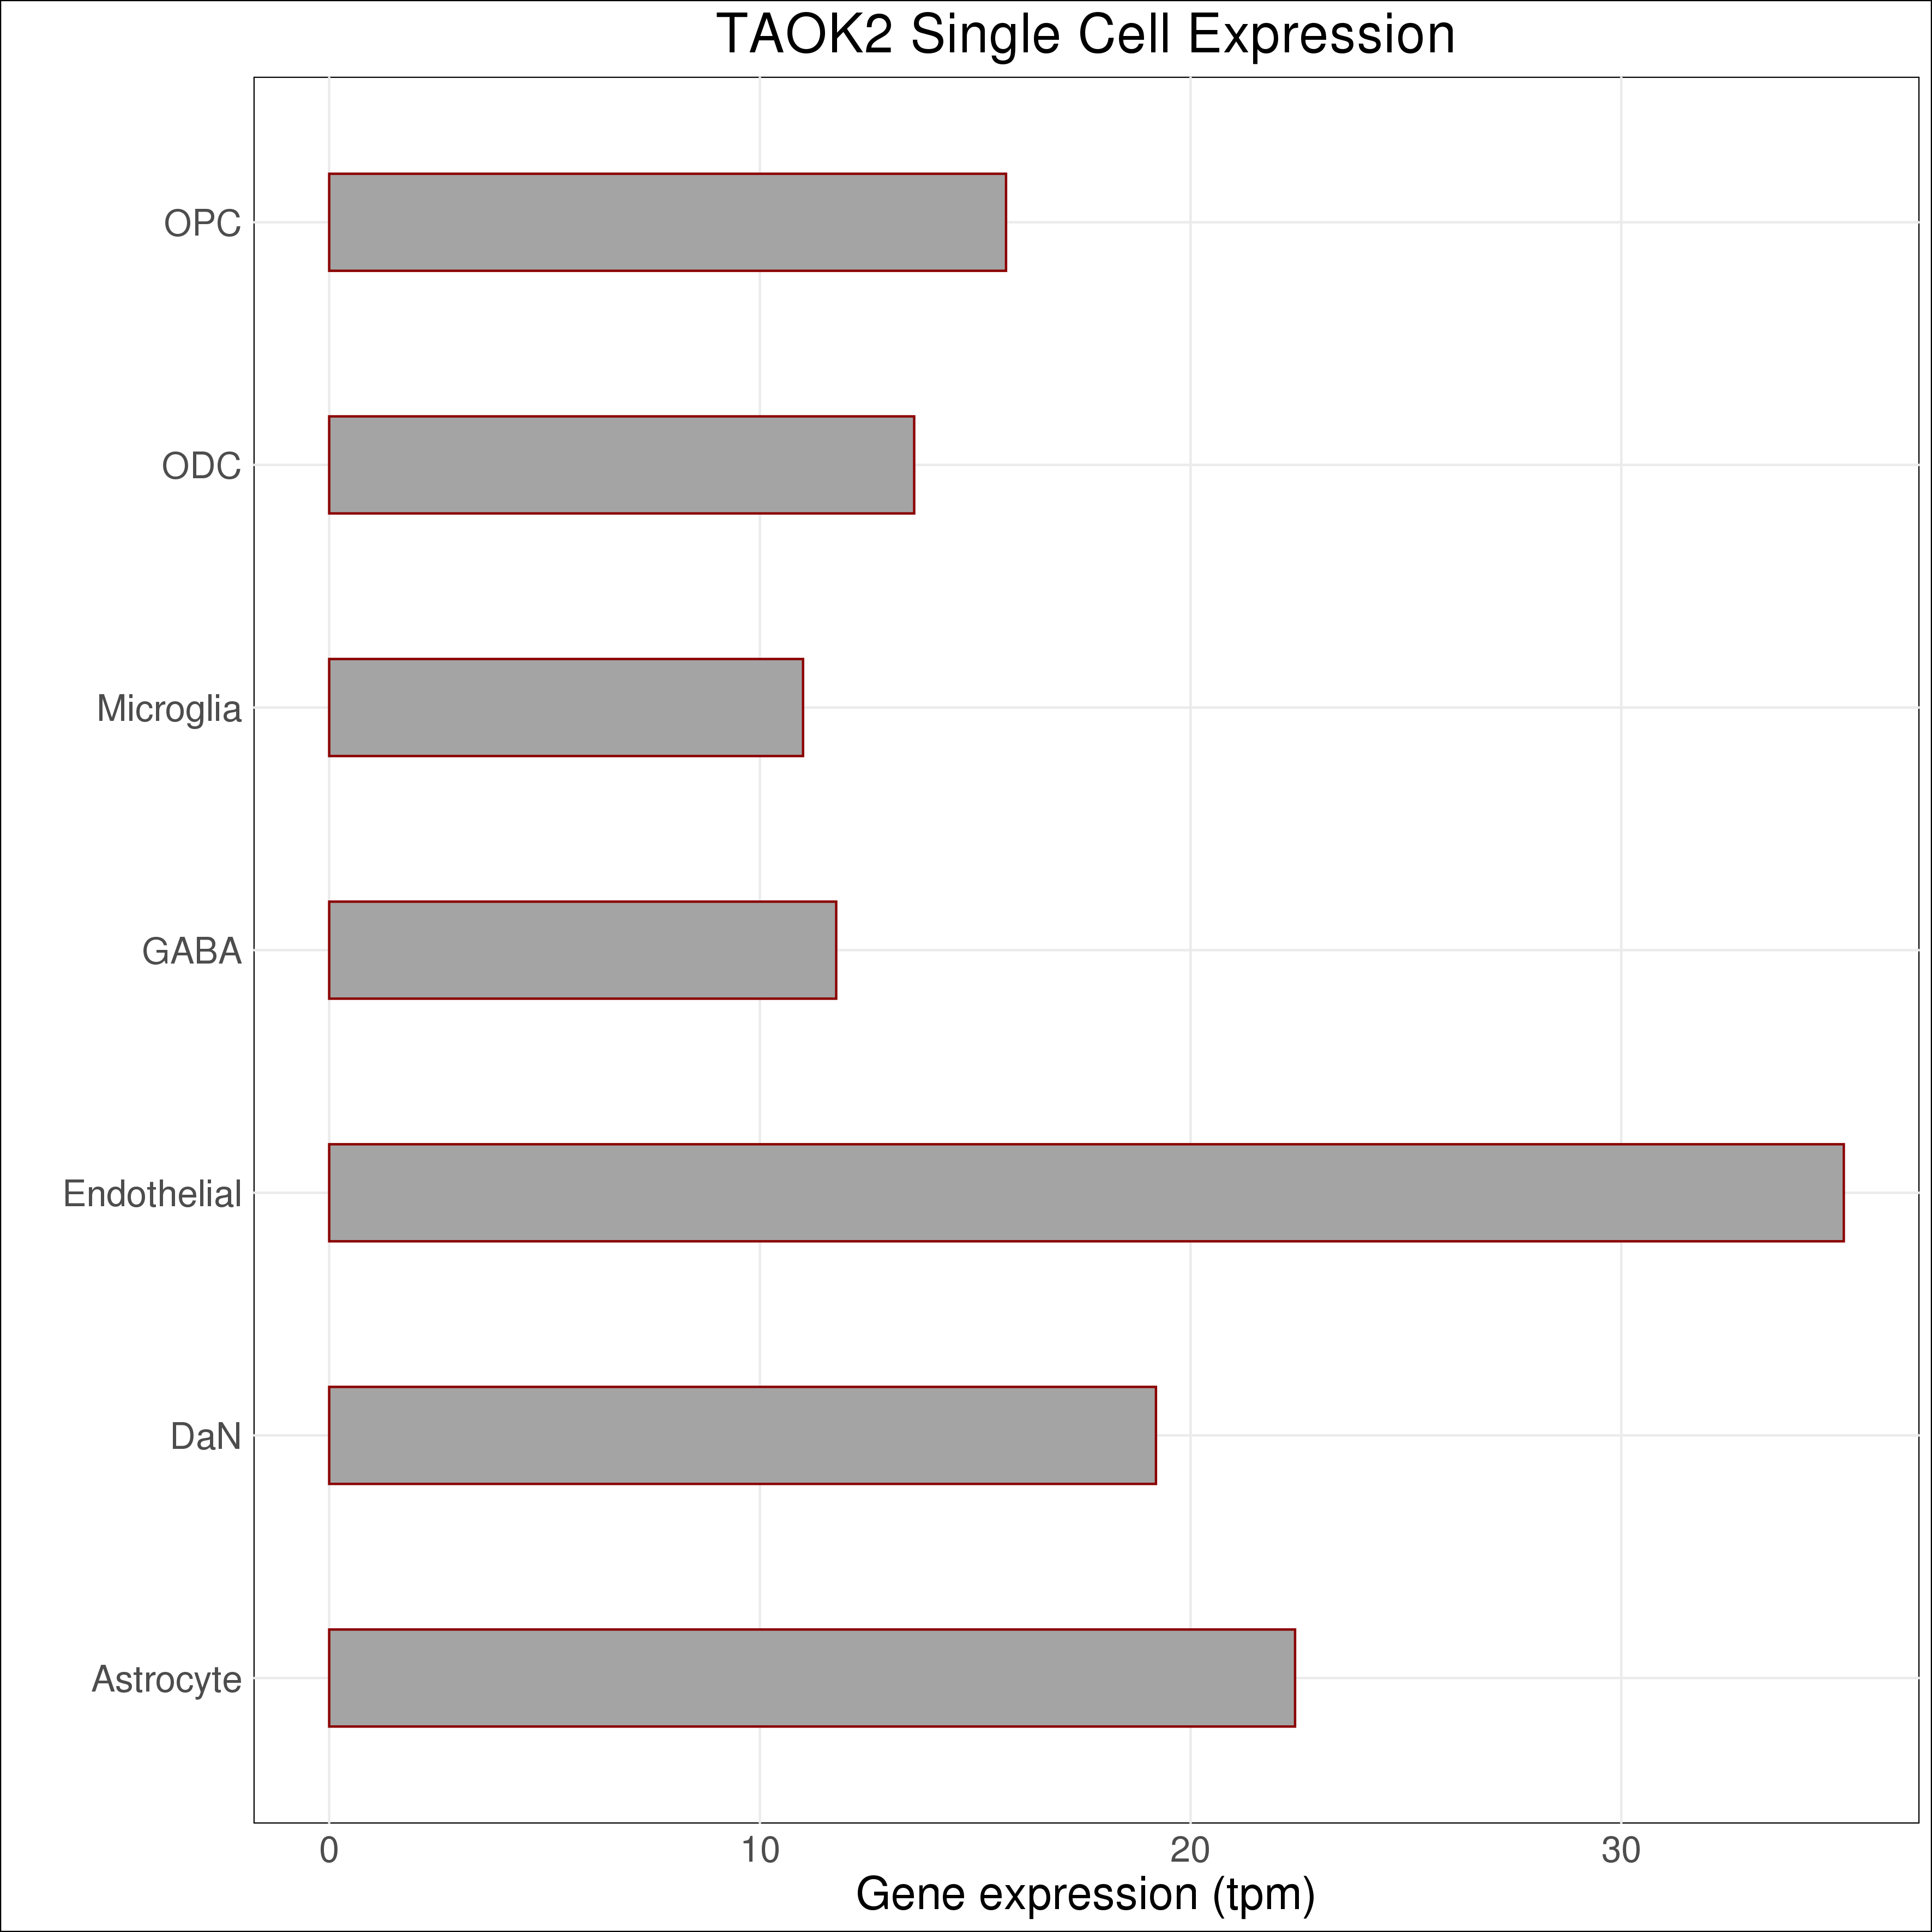 TAOK2 Single Cell Expression
OPC
ODC
Microglia
GABA
Endothelial
DaN
Astrocyte
0 10 20 30
Gene expression (tpm)